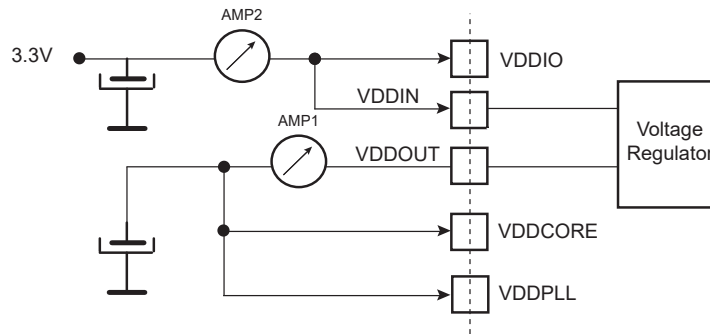 AMP2
3.3V
VDDIO
VDDIN
AMP1
Voltage
Regulator
VDDOUT
VDDCORE
VDDPLL